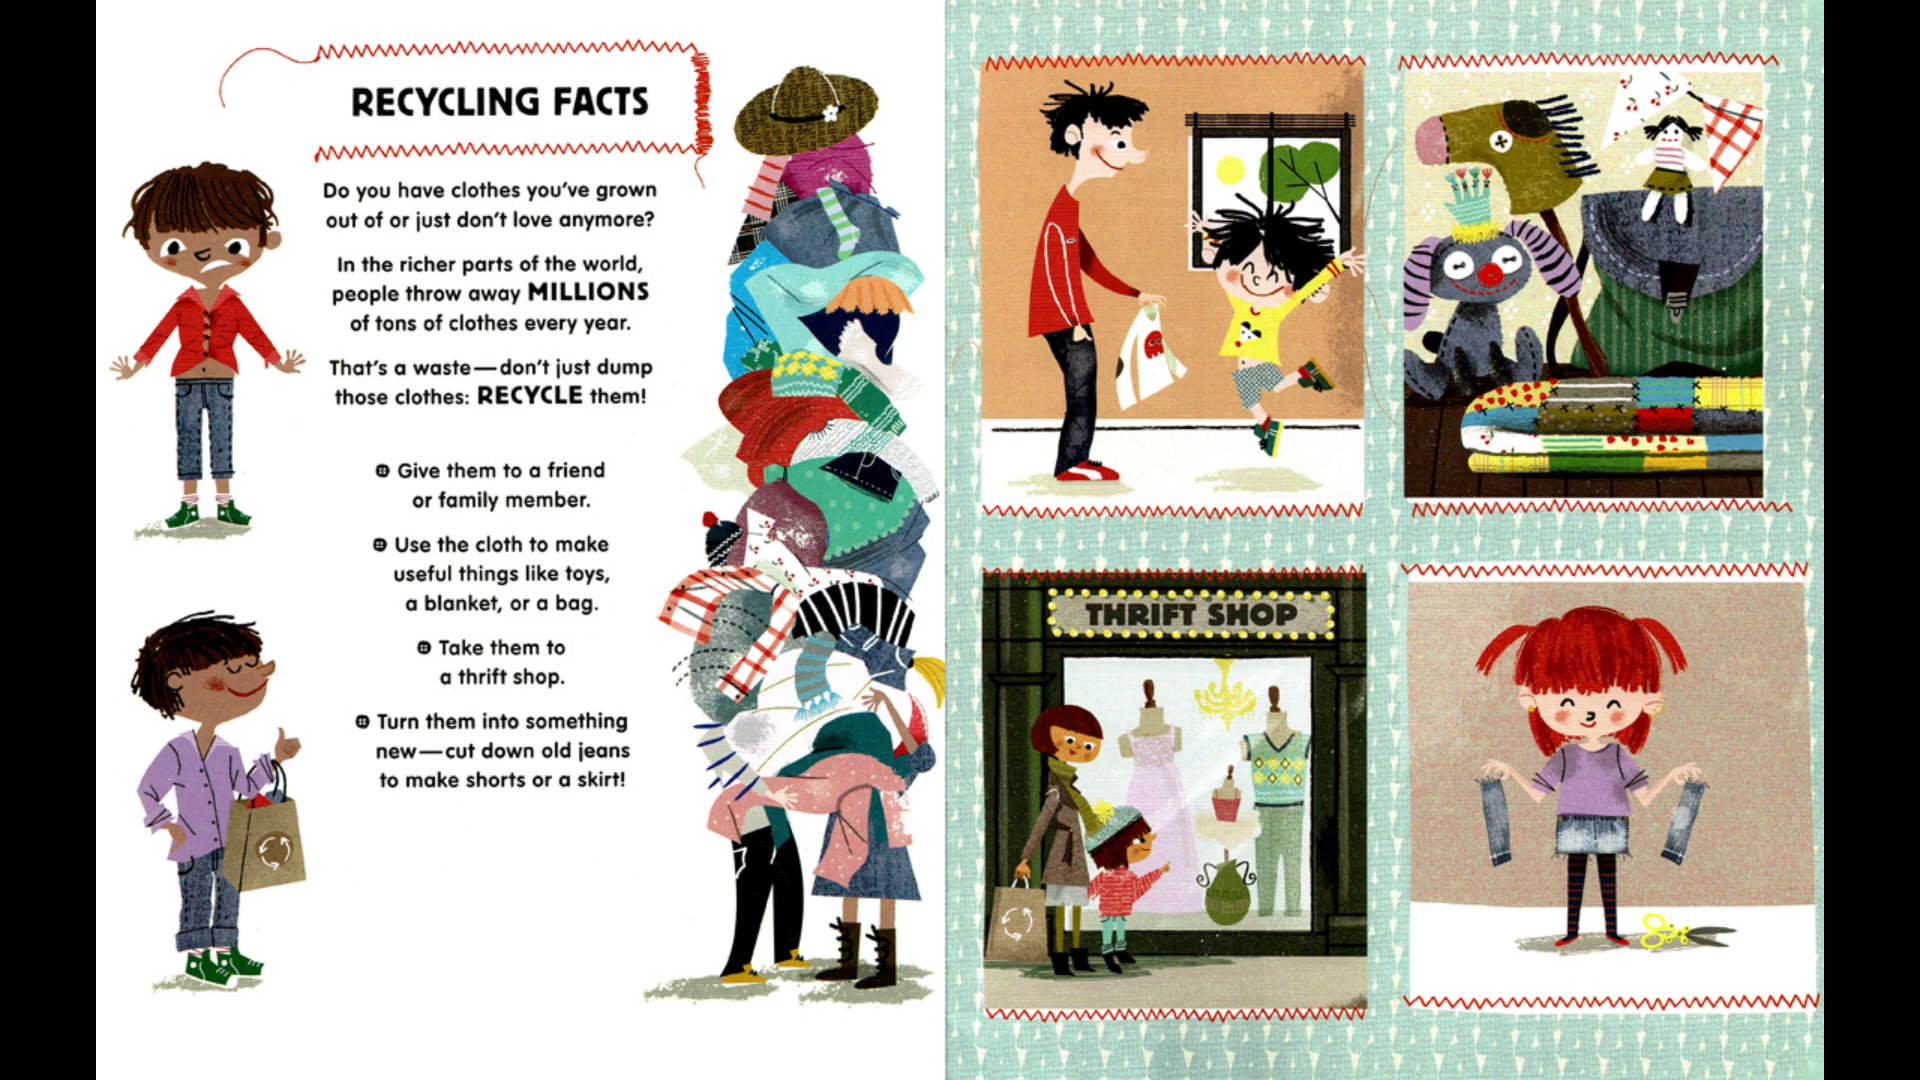 RECYCLING FACTS
Do you have clothes you've grown
out of or just don't love anymore?
In the richer parts of the world,
people throw away MILLIONS
of tons of clothes every year.
That's a waste—don't just dump
those clothes: RECYCLE them!
Give them to a friend
or family member.
Use the cloth to make
useful things like toys,
a blanket, or a bag.
Take them to
a thrift shop.
Turn them into something
new—cut down old jeans
to make shorts or a skirt!
THRIFT SHOP